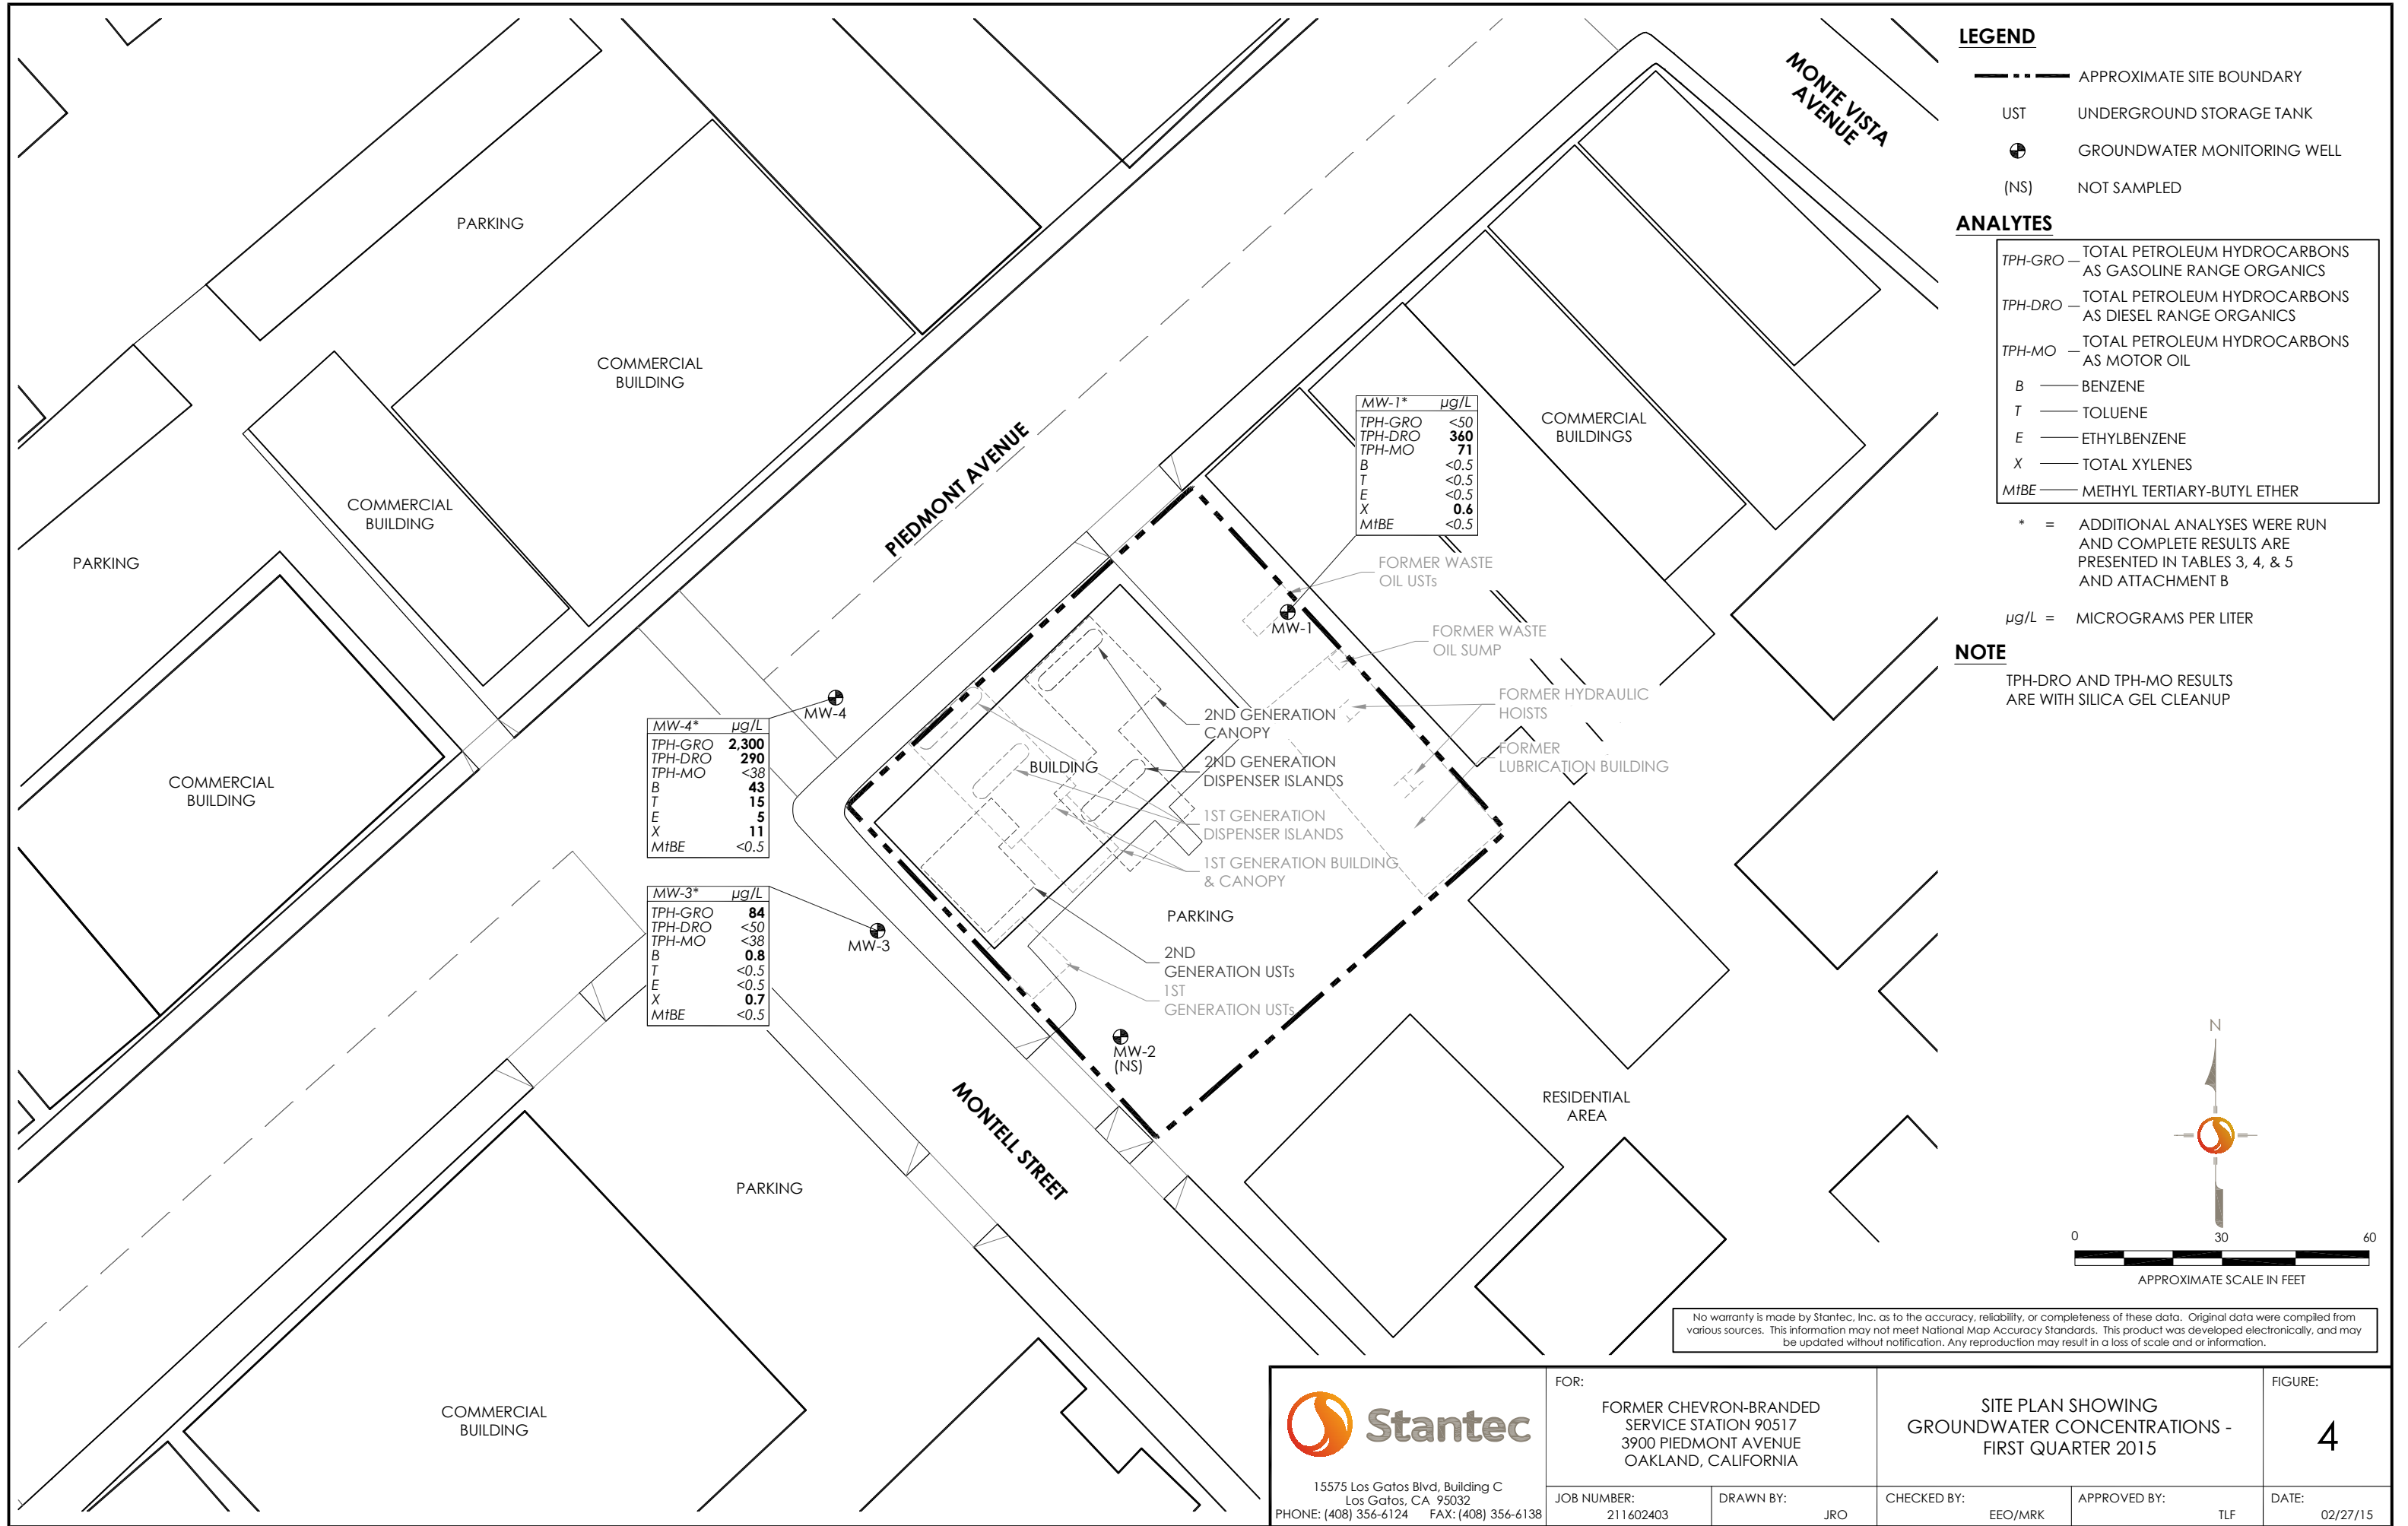 MONTE VISTA
AVENUE
PARKING
COMMERCIAL
BUILDING
PIEDMONT AVENUE
MW-1* µg/L
TPH-GRO <50
TPH-DRO 360
TPH-MO 71
B <0.5
T <0.5
E <0.5
X 0.6
MtBE <0.5
COMMERCIAL
BUILDINGS
COMMERCIAL
BUILDING
PARKING
FORMER WASTE
OIL USTs
MW-1
FORMER WASTE
OIL SUMP
FORMER HYDRAULIC
HOISTS
FORMER
LUBRICATION BUILDING
MW-4
MW-4* µg/L
TPH-GRO 2,300
TPH-DRO 290
TPH-MO <38
B 43
T 15
E 5
X 11
MtBE <0.5
2ND GENERATION
CANOPY
BUILDING
2ND GENERATION
DISPENSER ISLANDS
COMMERCIAL
BUILDING
1ST GENERATION
DISPENSER ISLANDS
1ST GENERATION BUILDING
& CANOPY
MW-3* µg/L
TPH-GRO 84
TPH-DRO <50
TPH-MO <38
B 0.8
T <0.5
E <0.5
X 0.7
MtBE <0.5
MW-3
PARKING
2ND
GENERATION USTs
1ST
GENERATION USTs
MW-2
(NS)
MONTELL STREET
RESIDENTIAL
AREA
PARKING
COMMERCIAL
BUILDING
LEGEND
APPROXIMATE SITE BOUNDARY
UST UNDERGROUND STORAGE TANK
GROUNDWATER MONITORING WELL
(NS) NOT SAMPLED
ANALYTES
TPH-GRO — TOTAL PETROLEUM HYDROCARBONS
AS GASOLINE RANGE ORGANICS
TPH-DRO — TOTAL PETROLEUM HYDROCARBONS
AS DIESEL RANGE ORGANICS
TPH-MO — TOTAL PETROLEUM HYDROCARBONS
AS MOTOR OIL
B — BENZENE
T — TOLUENE
E — ETHYLBENZENE
X — TOTAL XYLENES
MtBE — METHYL TERTIARY-BUTYL ETHER
* = ADDITIONAL ANALYSES WERE RUN
AND COMPLETE RESULTS ARE
PRESENTED IN TABLES 3, 4, & 5
AND ATTACHMENT B
µg/L = MICROGRAMS PER LITER
NOTE
TPH-DRO AND TPH-MO RESULTS
ARE WITH SILICA GEL CLEANUP
N
0 30 60
APPROXIMATE SCALE IN FEET
No warranty is made by Stantec, Inc. as to the accuracy, reliability, or completeness of these data. Original data were compiled from
various sources. This information may not meet National Map Accuracy Standards. This product was developed electronically, and may
be updated without notification. Any reproduction may result in a loss of scale and or information.
Stantec
15575 Los Gatos Blvd, Building C
Los Gatos, CA 95032
PHONE: (408) 356-6124 FAX: (408) 356-6138
FOR:
FORMER CHEVRON-BRANDED
SERVICE STATION 90517
3900 PIEDMONT AVENUE
OAKLAND, CALIFORNIA
SITE PLAN SHOWING
GROUNDWATER CONCENTRATIONS -
FIRST QUARTER 2015
FIGURE:
4
JOB NUMBER:
211602403
DRAWN BY:
JRO
CHECKED BY:
EEO/MRK
APPROVED BY:
TLF
DATE:
02/27/15